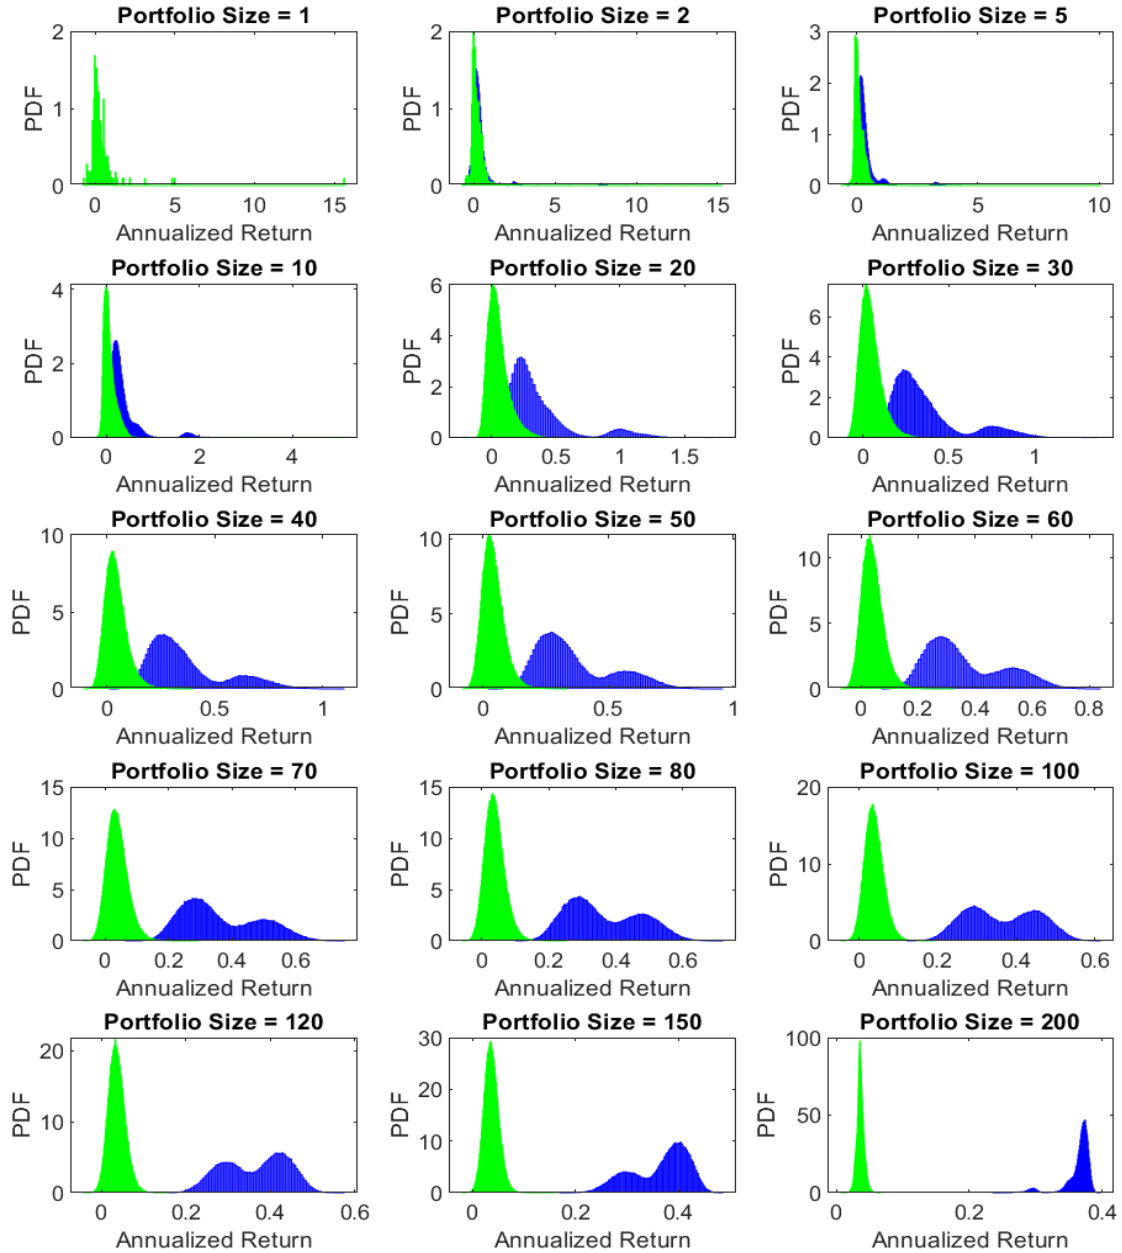 Portfolio Size = 1
2
1
0
PDF
0 5 10 15
Annualized Return
Portfolio Size = 2
2
1
0
PDF
0 5 10 15
Annualized Return
Portfolio Size = 5
3
2
1
0
PDF
0 5 10
Annualized Return
Portfolio Size = 10
4
2
0
PDF
0 2 4
Annualized Return
Portfolio Size = 20
6
4
2
0
PDF
0 0.5 1 1.5
Annualized Return
Portfolio Size = 30
6
4
2
0
PDF
0 0.5 1
Annualized Return
Portfolio Size = 40
10
5
0
PDF
0 0.5 1
Annualized Return
Portfolio Size = 50
10
5
0
PDF
0 0.5 1
Annualized Return
Portfolio Size = 60
10
5
0
PDF
0 0.2 0.4 0.6 0.8
Annualized Return
Portfolio Size = 70
15
10
5
0
PDF
0 0.2 0.4 0.6
Annualized Return
Portfolio Size = 80
15
10
5
0
PDF
0 0.2 0.4 0.6
Annualized Return
Portfolio Size = 100
20
10
0
PDF
0 0.2 0.4 0.6
Annualized Return
Portfolio Size = 120
20
10
0
PDF
0 0.2 0.4 0.6
Annualized Return
Portfolio Size = 150
30
20
10
0
PDF
0 0.2 0.4
Annualized Return
Portfolio Size = 200
100
50
0
PDF
0 0.2 0.4
Annualized Return